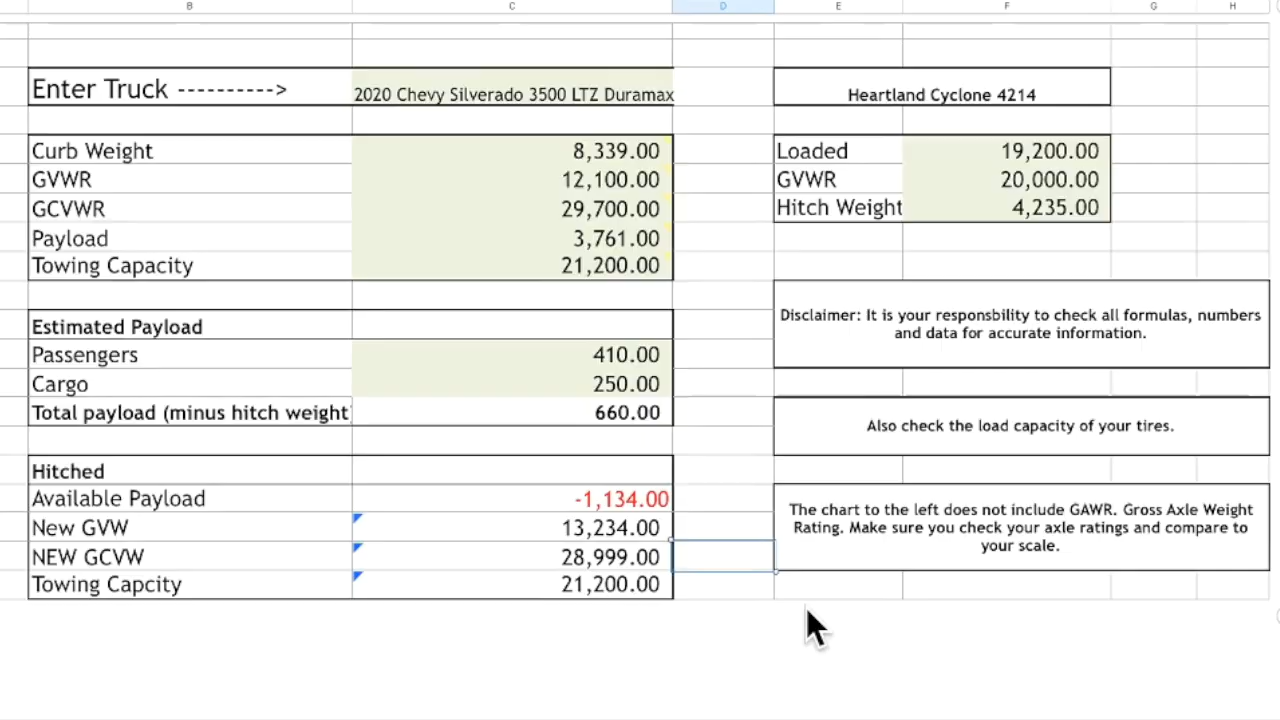 B C D E F G H
Enter Truck ----------> 2020 Chevy Silverado 3500 LTZ Duramax
Heartland Cyclone 4214
Curb Weight 8,339.00
GVWR 12,100.00
GCVWR 29,700.00
Payload 3,761.00
Towing Capacity 21,200.00
Loaded 19,200.00
GVWR 20,000.00
Hitch Weight 4,235.00
Estimated Payload
Passengers 410.00
Cargo 250.00
Total payload (minus hitch weight) 660.00
Disclaimer: It is your responsbility to check all formulas, numbers
and data for accurate information.
Also check the load capacity of your tires.
Hitched
Available Payload -1,134.00
New GVW 13,234.00
NEW GCVW 28,999.00
Towing Capcity 21,200.00
The chart to the left does not include GAWR. Gross Axle Weight
Rating. Make sure you check your axle ratings and compare to
your scale.